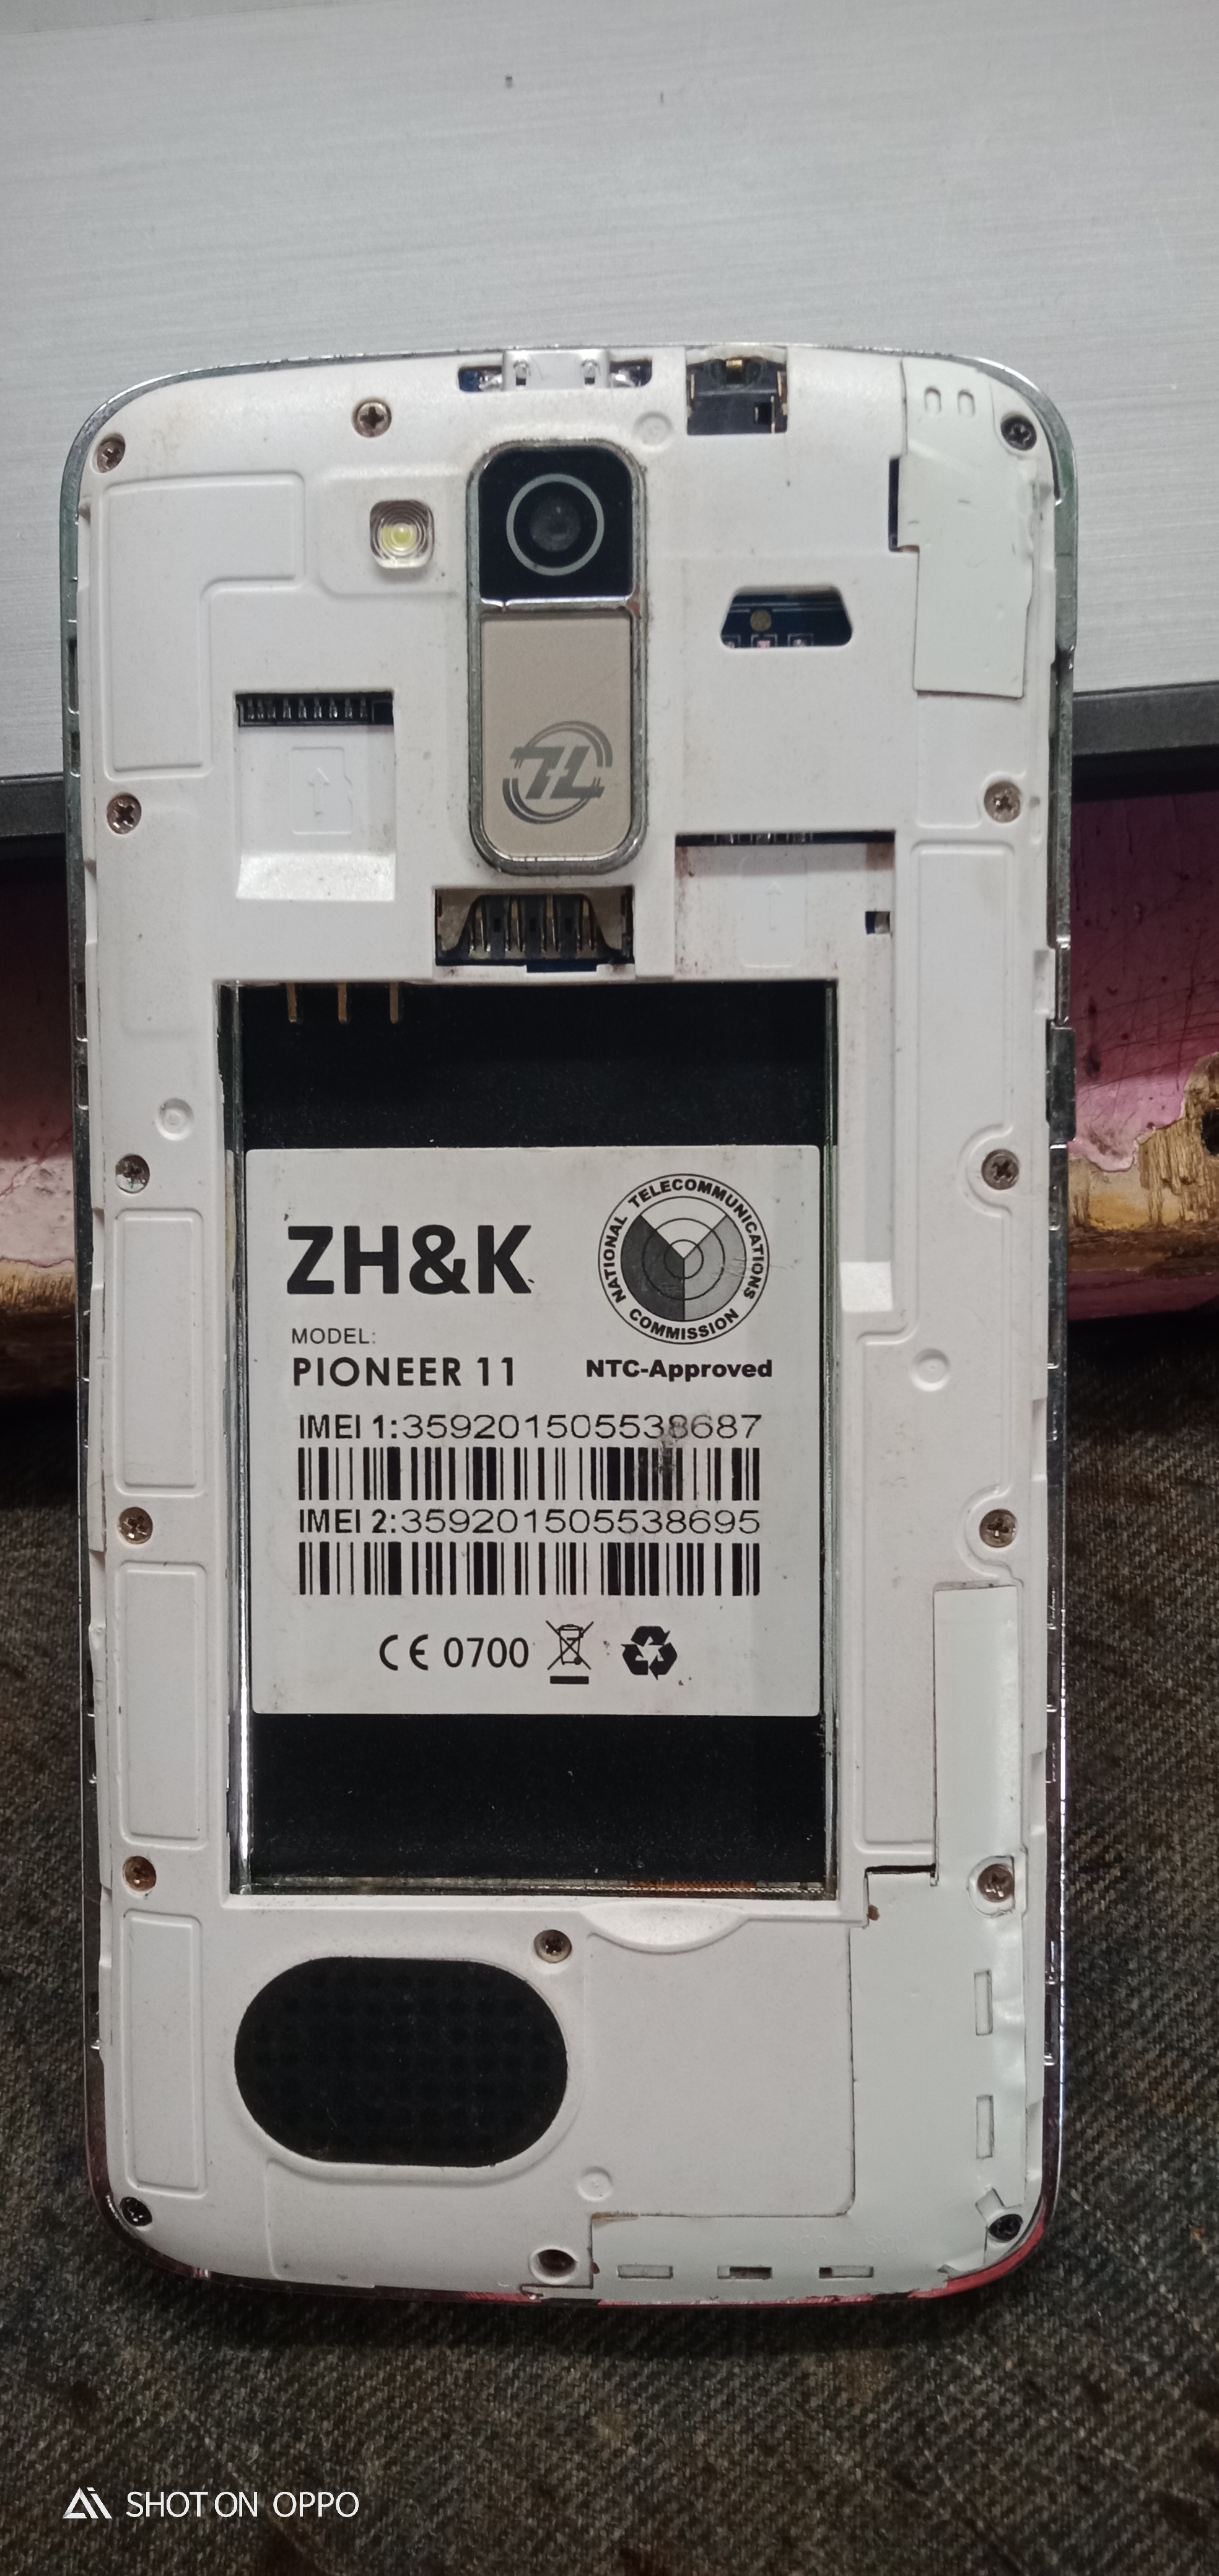 ZH&K
NATIONAL TELECOMMUNICATIONS COMMISSION
MODEL:
PIONEER 11
NTC-Approved
IMEI 1:359201505538687
IMEI 2:359201505538695
CE 0700
SHOT ON OPPO